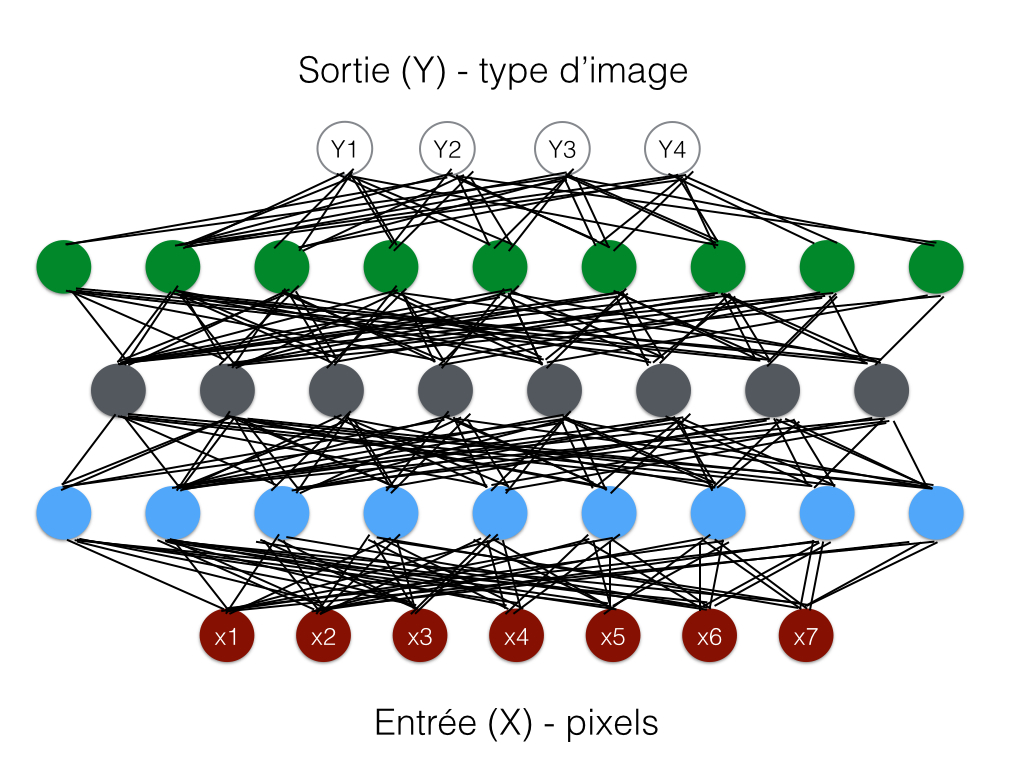 Sortie (Y) - type d’image
Y1 Y2 Y3 Y4
x1 x2 x3 x4 x5 x6 x7
Entrée (X) - pixels